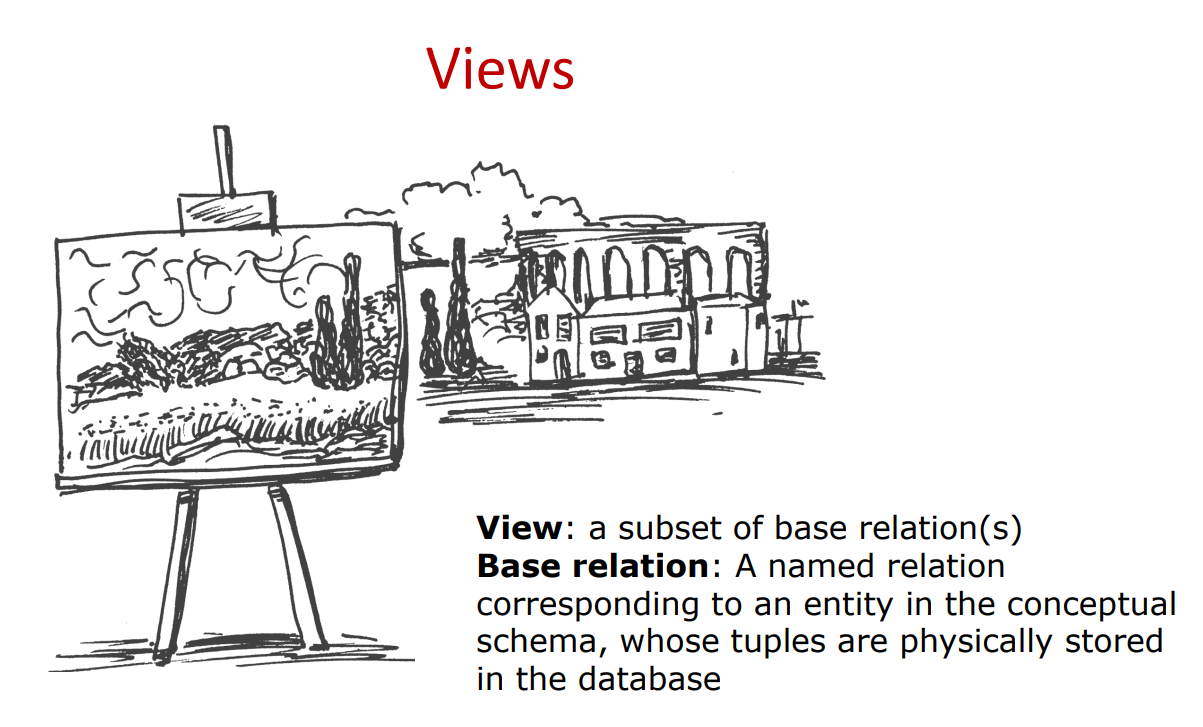 Views
View: a subset of base relation(s)
Base relation: A named relation
corresponding to an entity in the conceptual
schema, whose tuples are physically stored
in the database